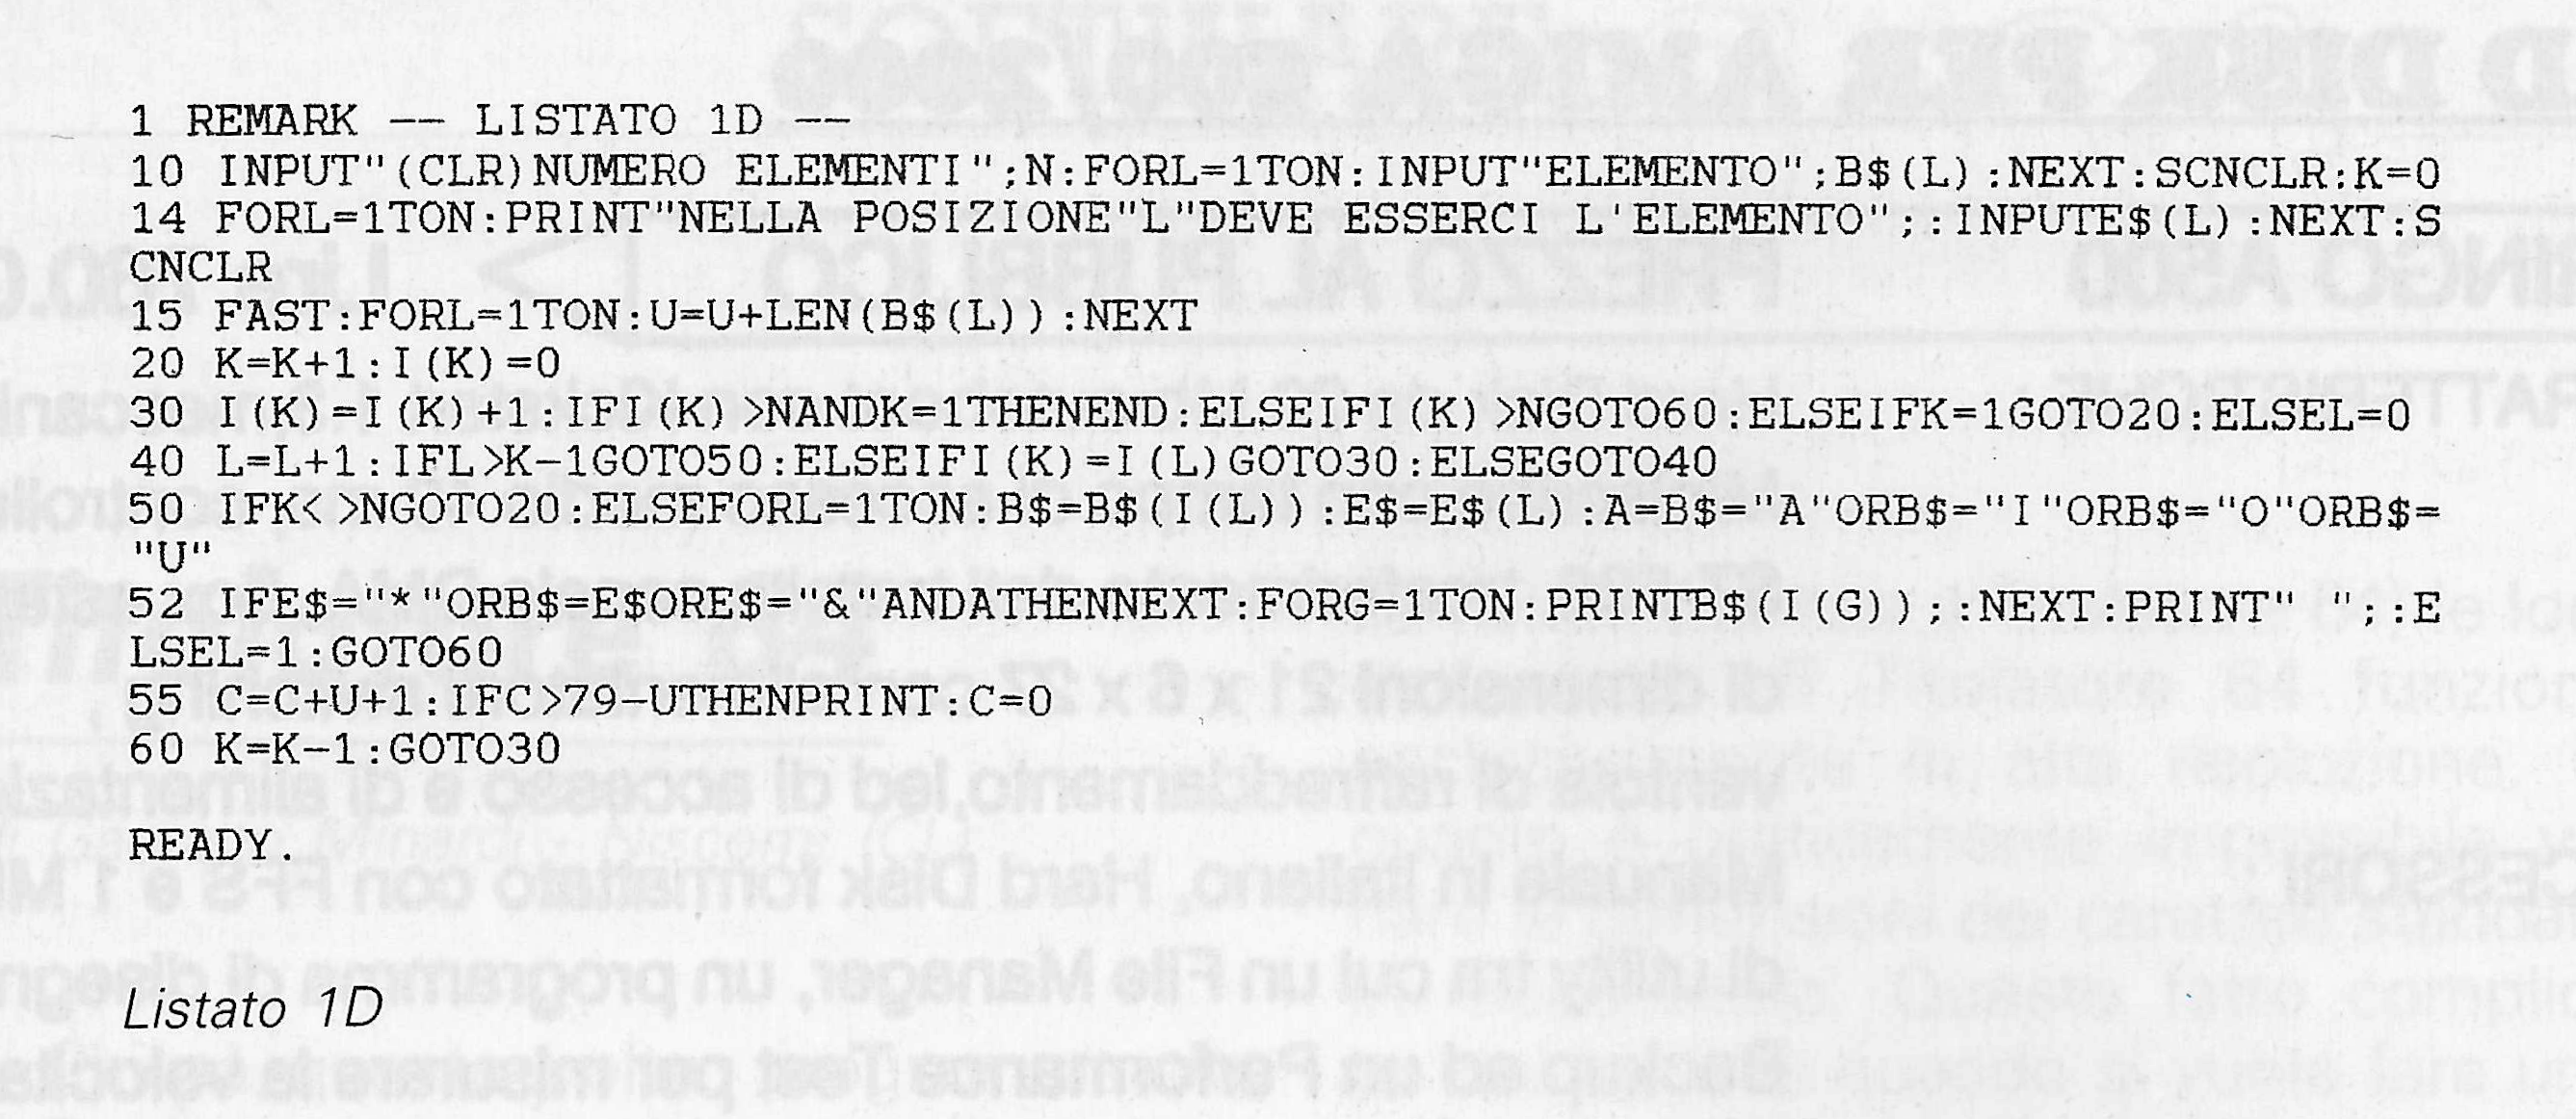 1 REMARK -- LISTATO 1D --
10 INPUT"(CLR)NUMERO ELEMENTI";N:FORL=1TON:INPUT"ELEMENTO";B$(L):NEXT:SCNCLR:K=0
14 FORL=1TON:PRINT"NELLA POSIZIONE"L"DEVE ESSERCI L'ELEMENTO";:INPUTE$(L):NEXT:S
CNCLR
15 FAST:FORL=1TON:U=U+LEN(B$(L)):NEXT
20 K=K+1:I(K)=0
30 I(K)=I(K)+1:IFI(K)>NANDK=1THENEND:ELSEIFI(K)>NGOTO60:ELSEIFK=1GOTO20:ELSEL=0
40 L=L+1:IFL>K-1GOTO50:ELSEIFI(K)=I(L)GOTO30:ELSEGOTO40
50 IFK<>NGOTO20:ELSEFORL=1TON:B$=B$(I(L)):E$=E$(L):A=B$="A"ORB$="I"ORB$="O"ORB$=
"U"
52 IFE$="*"ORB$=E$ORE$="&"ANDATHENNEXT:FORG=1TON:PRINTB$(I(G));:NEXT:PRINT" ";:E
LSEL=1:GOTO60
55 C=C+U+1:IFC>79-UTHENPRINT:C=0
60 K=K-1:GOTO30
READY.
Listato 1D